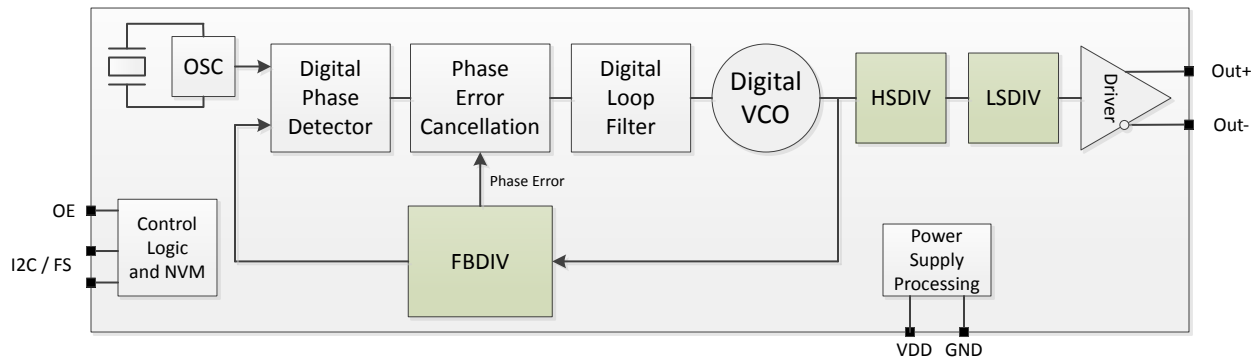 OSC
Digital
Phase
Detector
Phase
Error
Cancellation
Digital
Loop
Filter
Digital
VCO
HSDIV
LSDIV
Driver
Out+
Out-
Phase Error
FBDIV
OE
I2C / FS
Control
Logic
and NVM
Power
Supply
Processing
VDD
GND